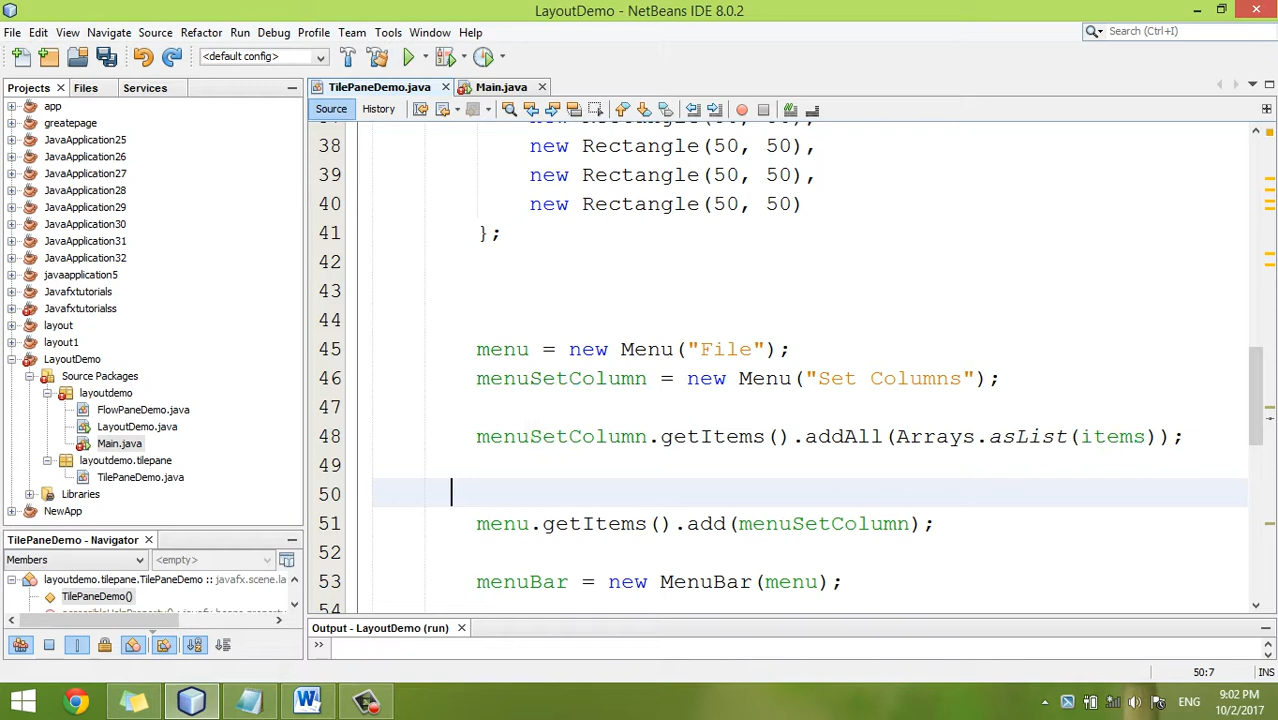 LayoutDemo - NetBeans IDE 8.0.2
File Edit View Navigate Source Refactor Run Debug Profile Team Tools Window Help
Search (Ctrl+I)
<default config>
Projects Files Services
TilePaneDemo.java Main.java
Source History
app
greatepage
JavaApplication25
JavaApplication26
JavaApplication27
JavaApplication28
JavaApplication29
JavaApplication30
JavaApplication31
JavaApplication32
javaapplication5
Javafxtutorials
Javafxtutorialss
layout
layout1
LayoutDemo
Source Packages
layoutdemo
FlowPaneDemo.java
LayoutDemo.java
Main.java
layoutdemo.tilepane
TilePaneDemo.java
Libraries
NewApp
38 new Rectangle(50, 50),
39 new Rectangle(50, 50),
40 new Rectangle(50, 50)
41 };
42
43
44
45 menu = new Menu("File");
46 menuSetColumn = new Menu("Set Columns");
47
48 menuSetColumn.getItems().addAll(Arrays.asList(items));
49
50
51 menu.getItems().add(menuSetColumn);
52
53 menuBar = new MenuBar(menu);
54
TilePaneDemo - Navigator
Members <empty>
layoutdemo.tilepane.TilePaneDemo :: javafx.scene.la
TilePaneDemo()
Output - LayoutDemo (run)
>>
50:7 INS
ENG
9:02 PM
10/2/2017